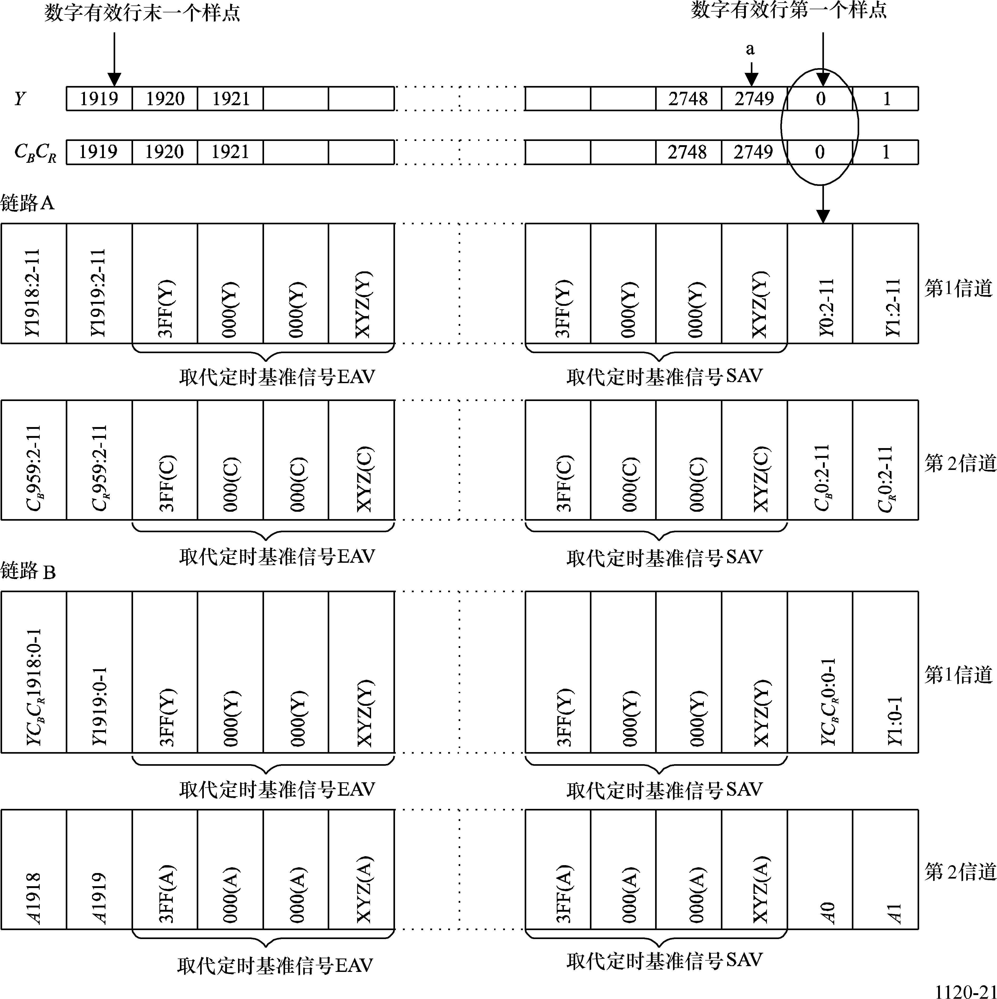 数字有效行末一个样点 数字有效行第一个样点
a
Y 1919 1920 1921 2748 2749 0 1
CBCR 1919 1920 1921 2748 2749 0 1
链路A
Y1918:2-11 Y1919:2-11 3FF(Y) 000(Y) 000(Y) XYZ(Y) 3FF(Y) 000(Y) 000(Y) XYZ(Y) Y0:2-11 Y1:2-11 第1信道
取代定时基准信号EAV 取代定时基准信号SAV
CB959:2-11 CR959:2-11 3FF(C) 000(C) 000(C) XYZ(C) 3FF(C) 000(C) 000(C) XYZ(C) CB0:2-11 CR0:2-11 第2信道
取代定时基准信号EAV 取代定时基准信号SAV
链路B
YCBCR1918:0-1 Y1919:0-1 3FF(Y) 000(Y) 000(Y) XYZ(Y) 3FF(Y) 000(Y) 000(Y) XYZ(Y) YCBCR0:0-1 Y1:0-1 第1信道
取代定时基准信号EAV 取代定时基准信号SAV
A1918 A1919 3FF(A) 000(A) 000(A) XYZ(A) 3FF(A) 000(A) 000(A) XYZ(A) A0 A1 第2信道
取代定时基准信号EAV 取代定时基准信号SAV
1120-21